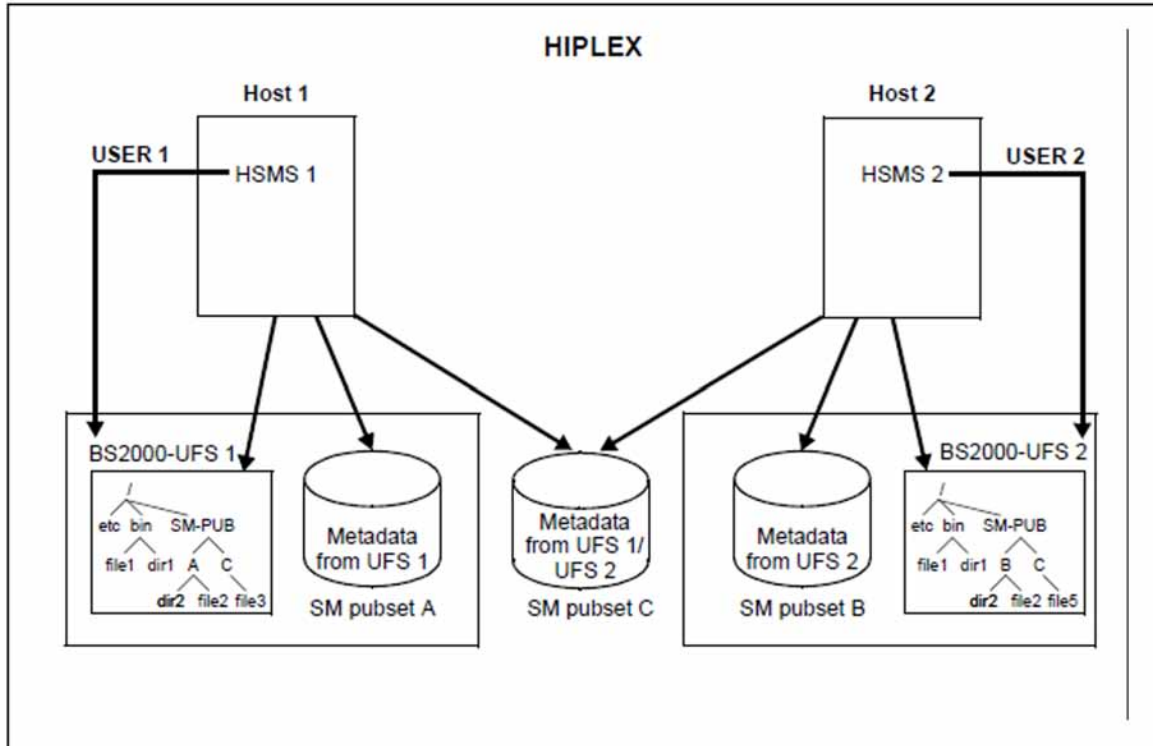 HIPLEX
Host 1
Host 2
USER 1
HSMS 1
HSMS 2
USER 2
BS2000-UFS 1
/
etc bin SM-PUB
file1 dir1 A C
dir2 file2 file3
Metadata
from UFS 1
SM pubset A
Metadata
from UFS 1/
UFS 2
SM pubset C
Metadata
from UFS 2
SM pubset B
BS2000-UFS 2
/
etc bin SM-PUB
file1 dir1 B C
dir2 file2 file5